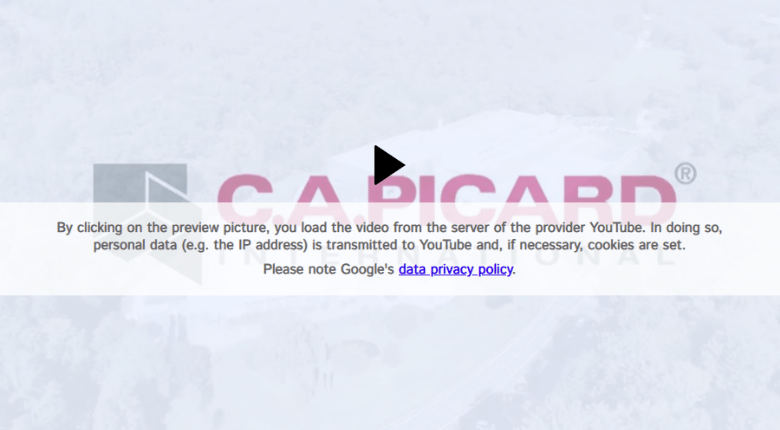 C.A.PICARD®
By clicking on the preview picture, you load the video from the server of the provider YouTube. In doing so,
personal data (e.g. the IP address) is transmitted to YouTube and, if necessary, cookies are set.
INTERNATIONAL
Please note Google's data privacy policy.